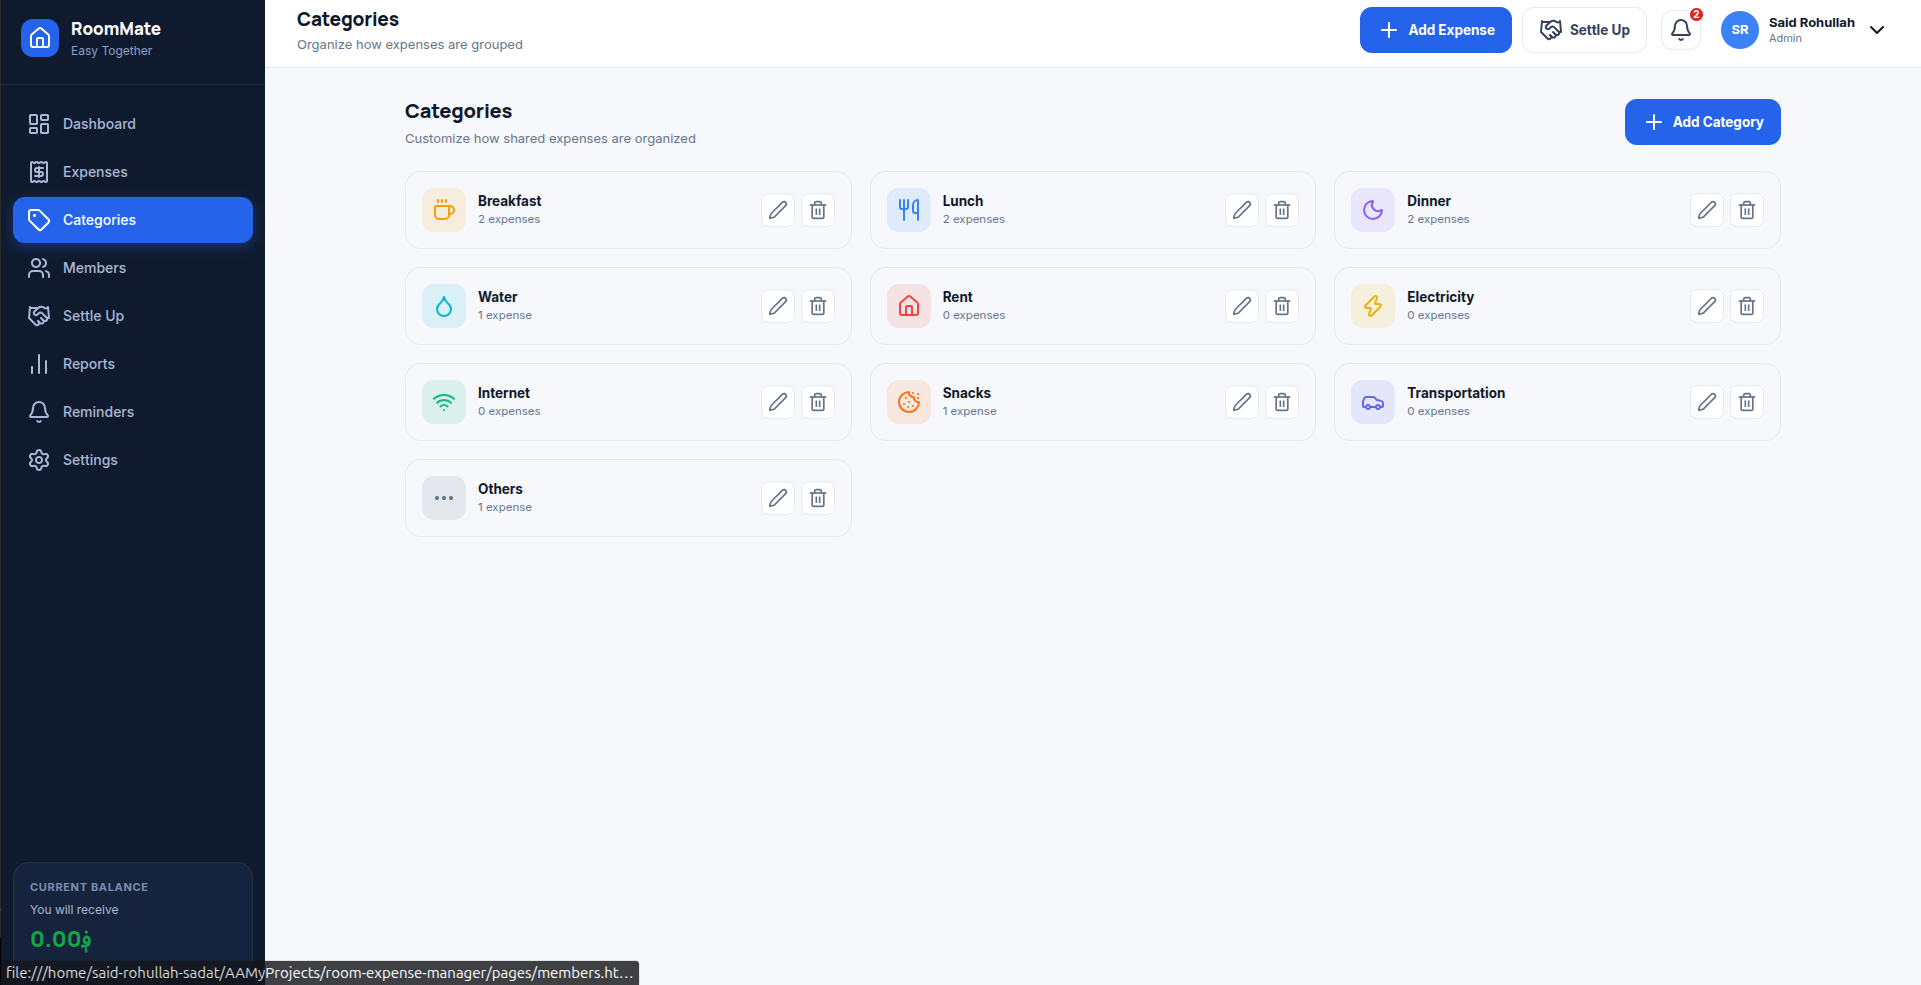 RoomMate
Easy Together
Dashboard
Expenses
Categories
Members
Settle Up
Reports
Reminders
Settings
CURRENT BALANCE
You will receive
0.00؋
file:///home/said-rohullah-sadat/AAMyProjects/room-expense-manager/pages/members.ht…
Categories
Organize how expenses are grouped
Add Expense
Settle Up
2
SR
Said Rohullah
Admin
Categories
Customize how shared expenses are organized
Add Category
Breakfast
2 expenses
Lunch
2 expenses
Dinner
2 expenses
Water
1 expense
Rent
0 expenses
Electricity
0 expenses
Internet
0 expenses
Snacks
1 expense
Transportation
0 expenses
Others
1 expense